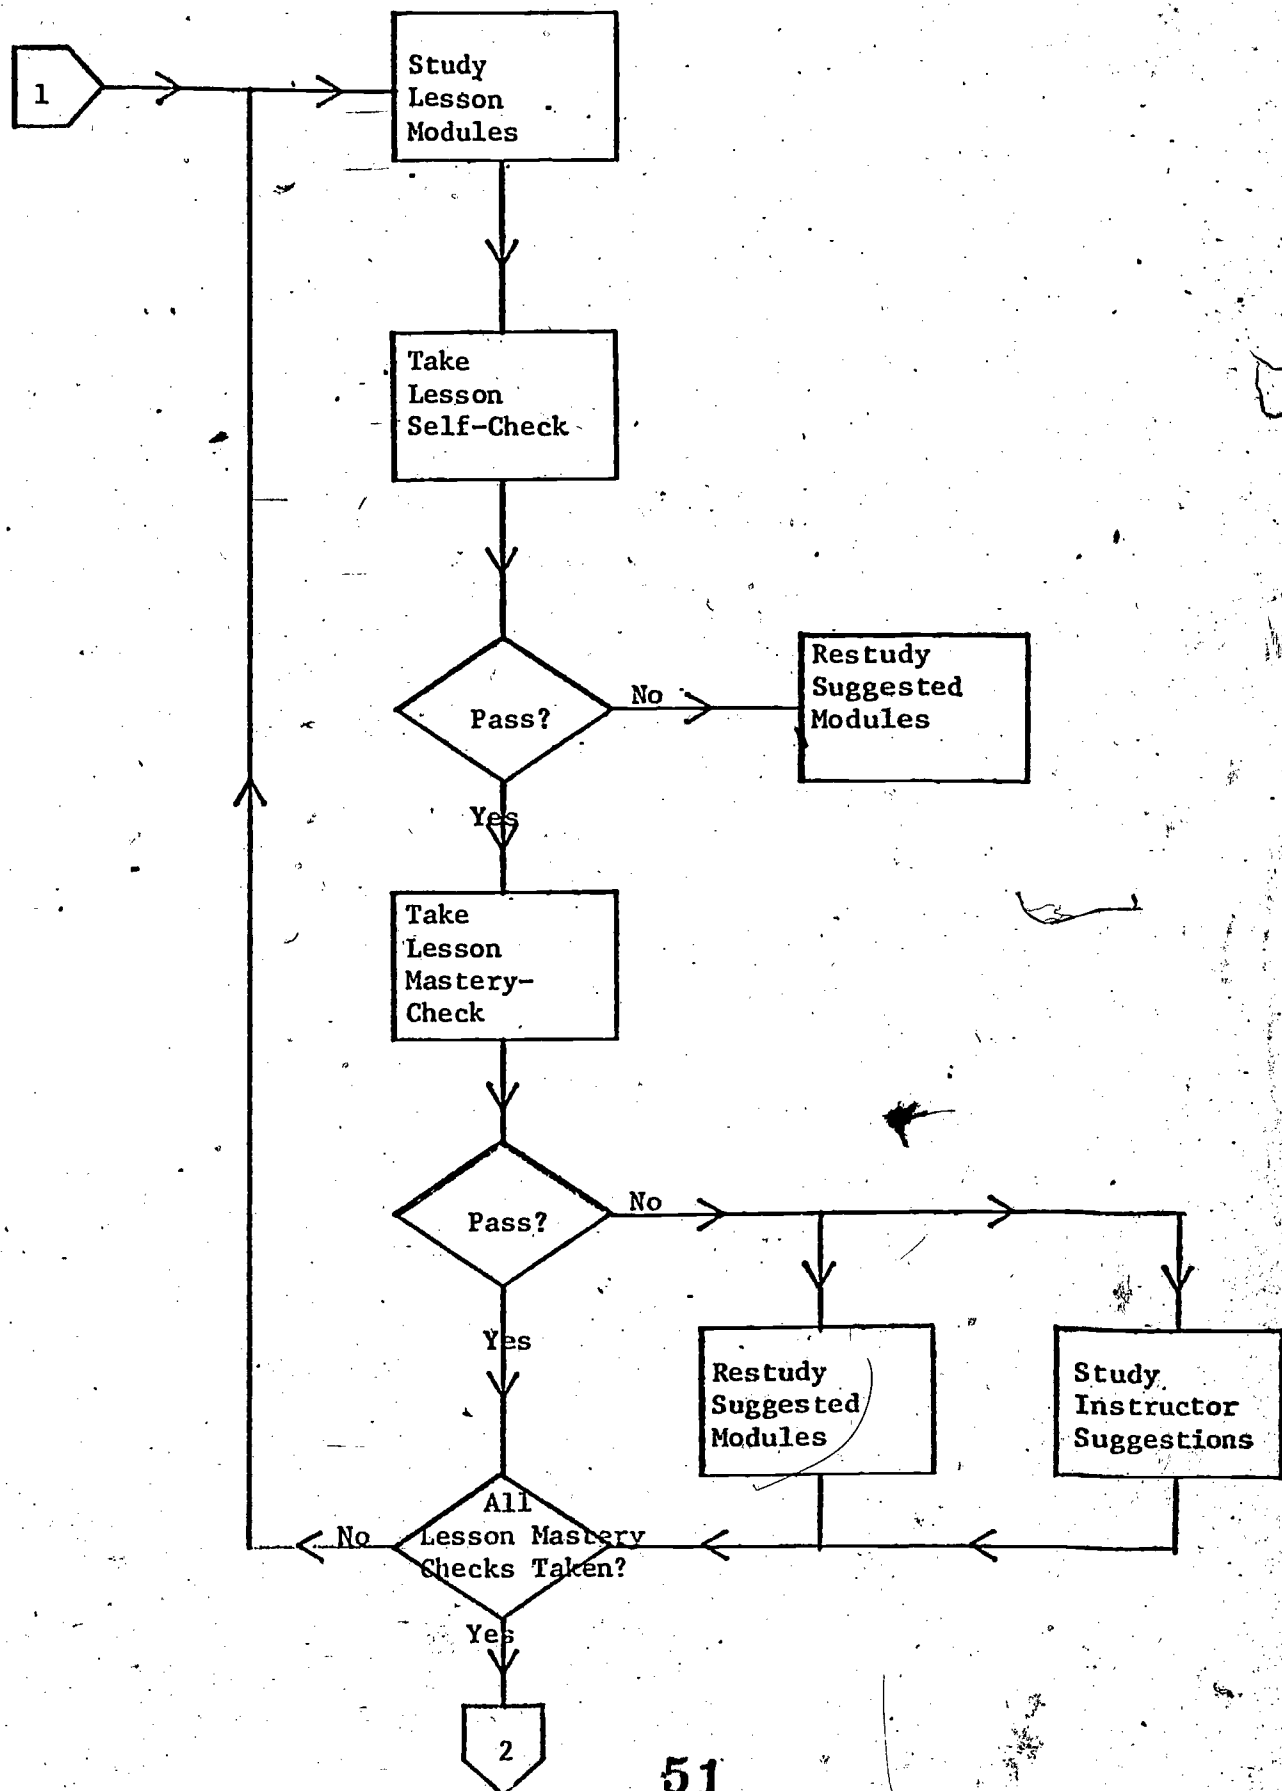 1
Study
Lesson
Modules
Take
Lesson
Self-Check
Pass?
No
Restudy
Suggested
Modules
Yes
Take
Lesson
Mastery-
Check
Pass?
No
Yes
Restudy
Suggested
Modules
Study
Instructor
Suggestions
All
Lesson Mastery
Checks Taken?
No
Yes
2
51